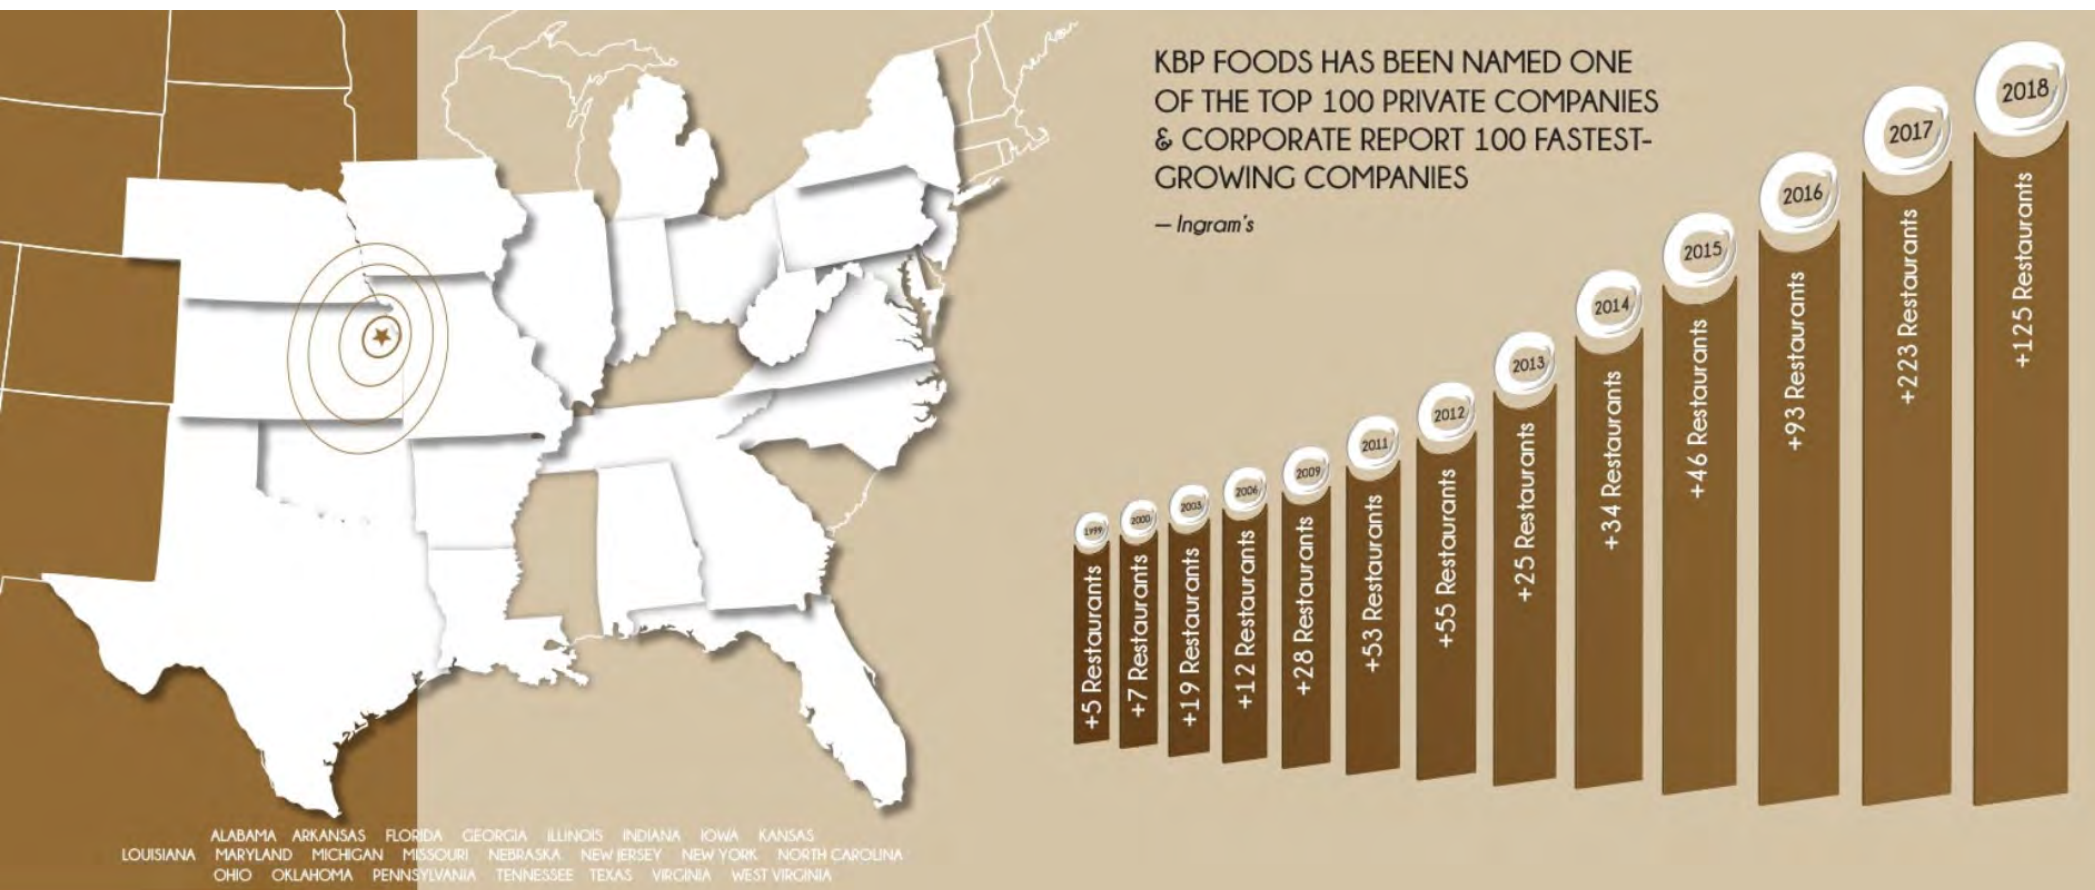 KBP FOODS HAS BEEN NAMED ONE
OF THE TOP 100 PRIVATE COMPANIES
& CORPORATE REPORT 100 FASTEST-
GROWING COMPANIES
– Ingram's
1999
+5 Restaurants
2000
+7 Restaurants
2003
+19 Restaurants
2006
+12 Restaurants
2009
+28 Restaurants
2011
+53 Restaurants
2012
+55 Restaurants
2013
+25 Restaurants
2014
+34 Restaurants
2015
+46 Restaurants
2016
+93 Restaurants
2017
+223 Restaurants
2018
+125 Restaurants
ALABAMA ARKANSAS FLORIDA GEORGIA ILLINOIS INDIANA IOWA KANSAS
LOUISIANA MARYLAND MICHIGAN MISSOURI NEBRASKA NEW JERSEY NEW YORK NORTH CAROLINA
OHIO OKLAHOMA PENNSYLVANIA TENNESSEE TEXAS VIRGINIA WEST VIRGINIA